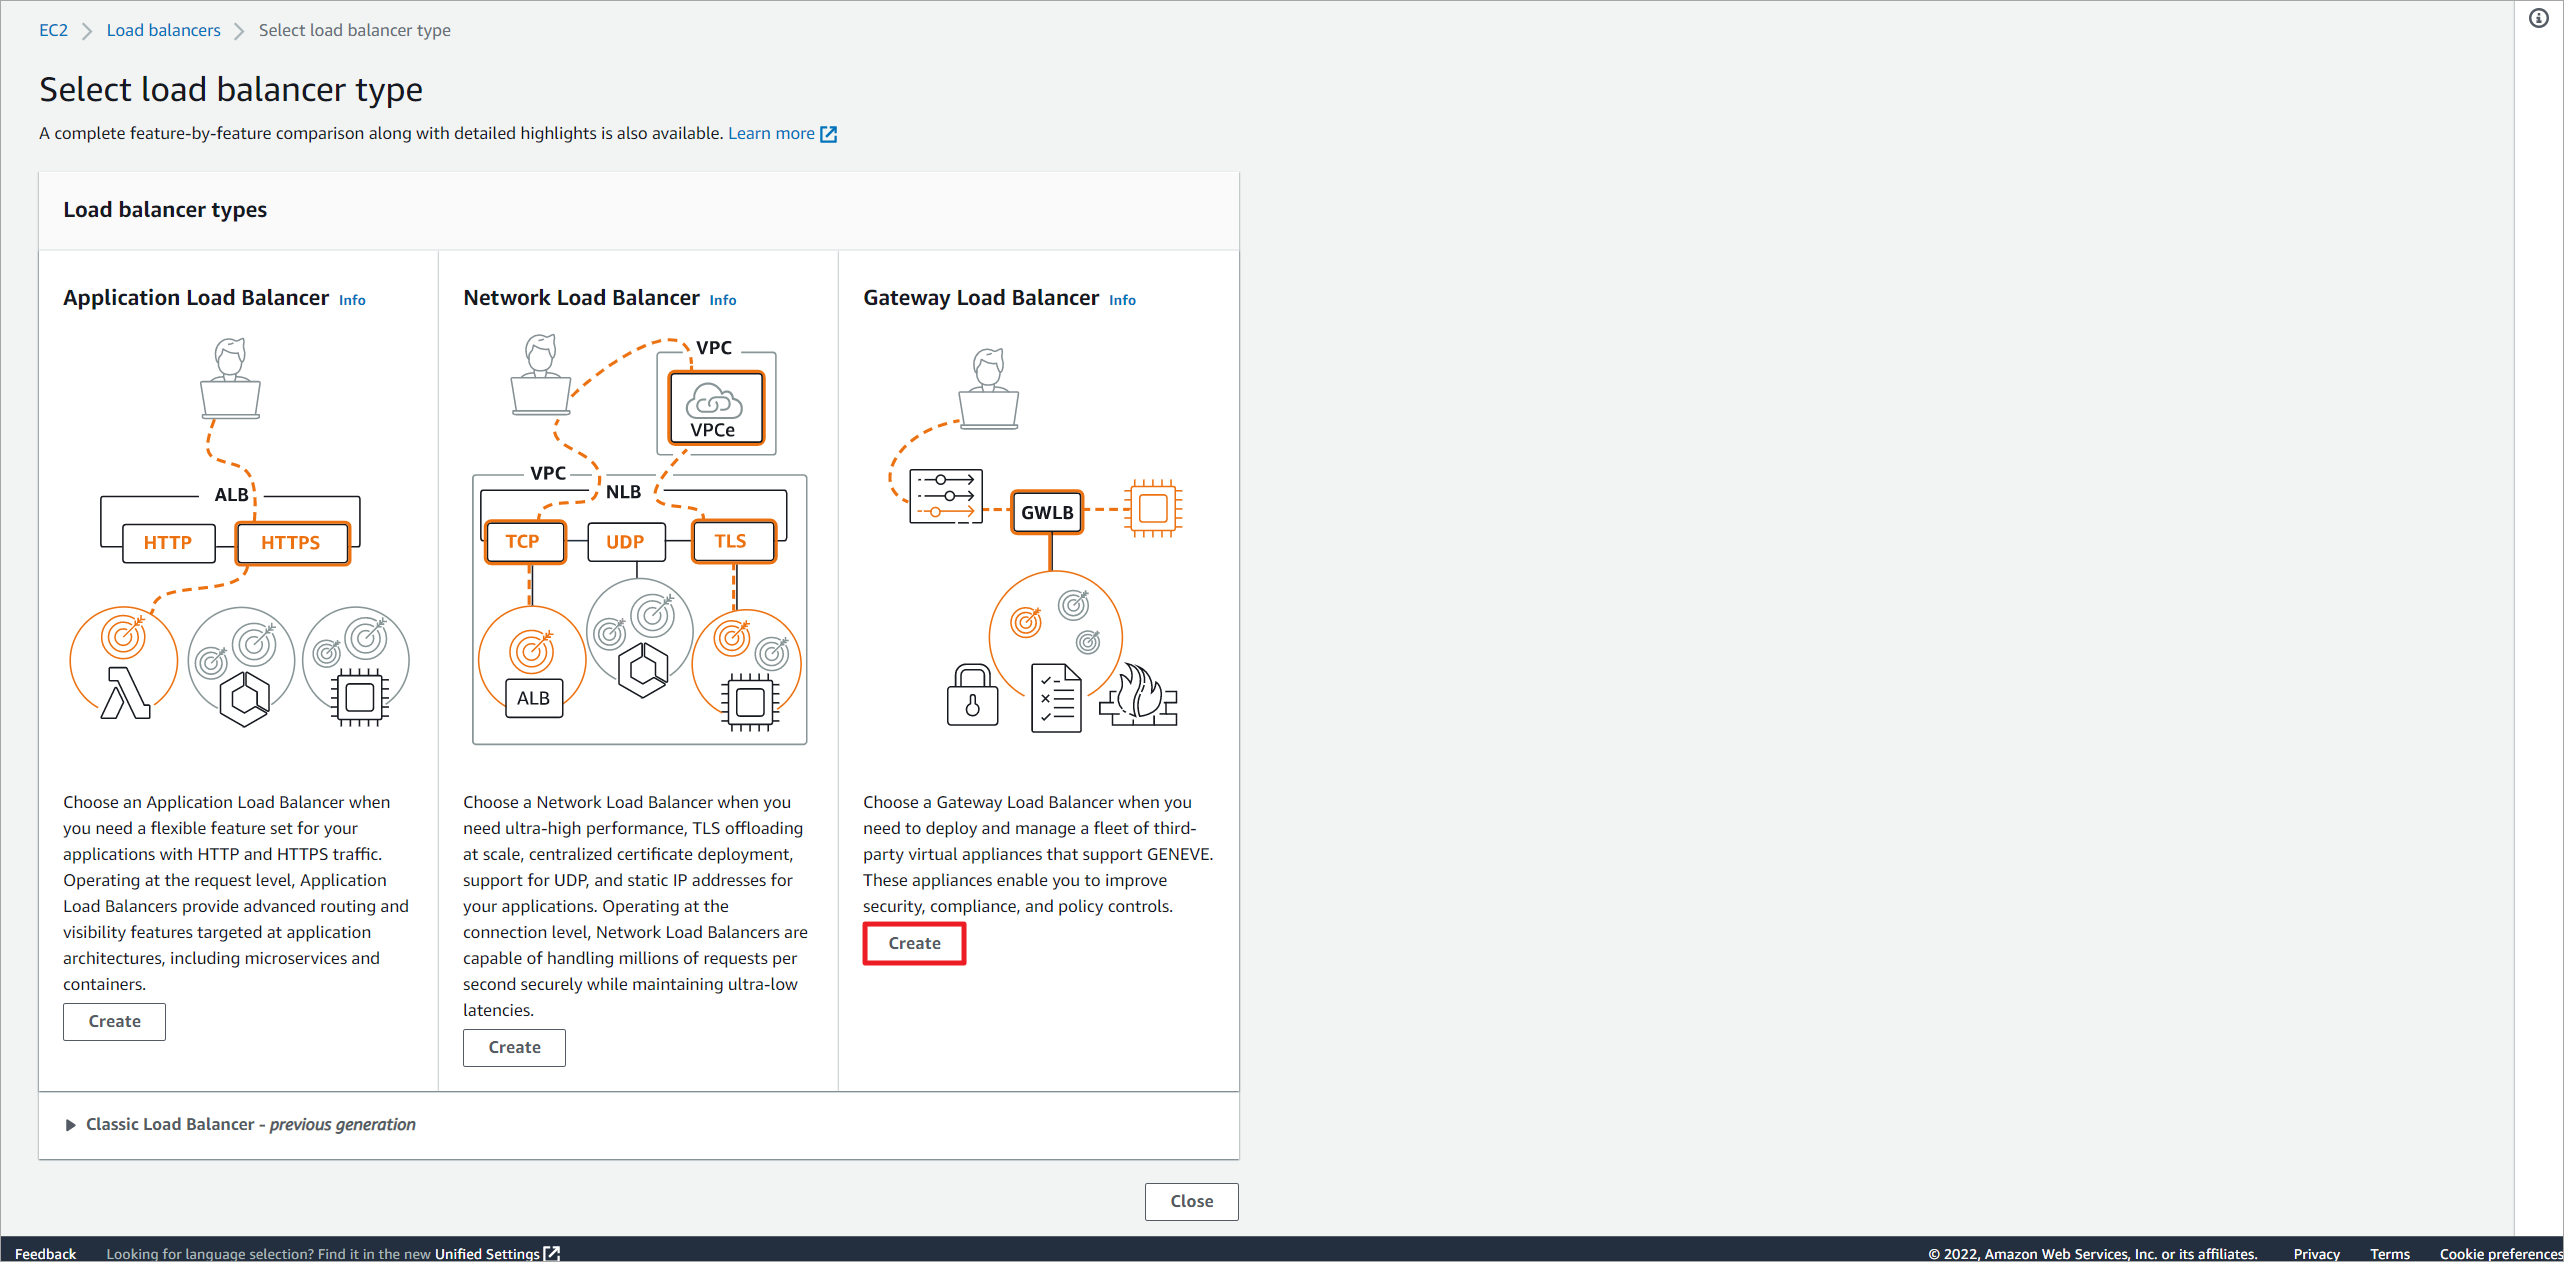 EC2 Load balancers Select load balancer type
Select load balancer type
A complete feature-by-feature comparison along with detailed highlights is also available. Learn more
Load balancer types
Application Load Balancer Info
ALB
HTTP HTTPS
Choose an Application Load Balancer when
you need a flexible feature set for your
applications with HTTP and HTTPS traffic.
Operating at the request level, Application
Load Balancers provide advanced routing and
visibility features targeted at application
architectures, including microservices and
containers.
Create
Network Load Balancer Info
VPC
VPCe
VPC
NLB
TCP UDP TLS
ALB
Choose a Network Load Balancer when you
need ultra-high performance, TLS offloading
at scale, centralized certificate deployment,
support for UDP, and static IP addresses for
your applications. Operating at the
connection level, Network Load Balancers are
capable of handling millions of requests per
second securely while maintaining ultra-low
latencies.
Create
Gateway Load Balancer Info
GWLB
Choose a Gateway Load Balancer when you
need to deploy and manage a fleet of third-
party virtual appliances that support GENEVE.
These appliances enable you to improve
security, compliance, and policy controls.
Create
Classic Load Balancer - previous generation
Close
Feedback Looking for language selection? Find it in the new Unified Settings © 2022, Amazon Web Services, Inc. or its affiliates. Privacy Terms Cookie preferences